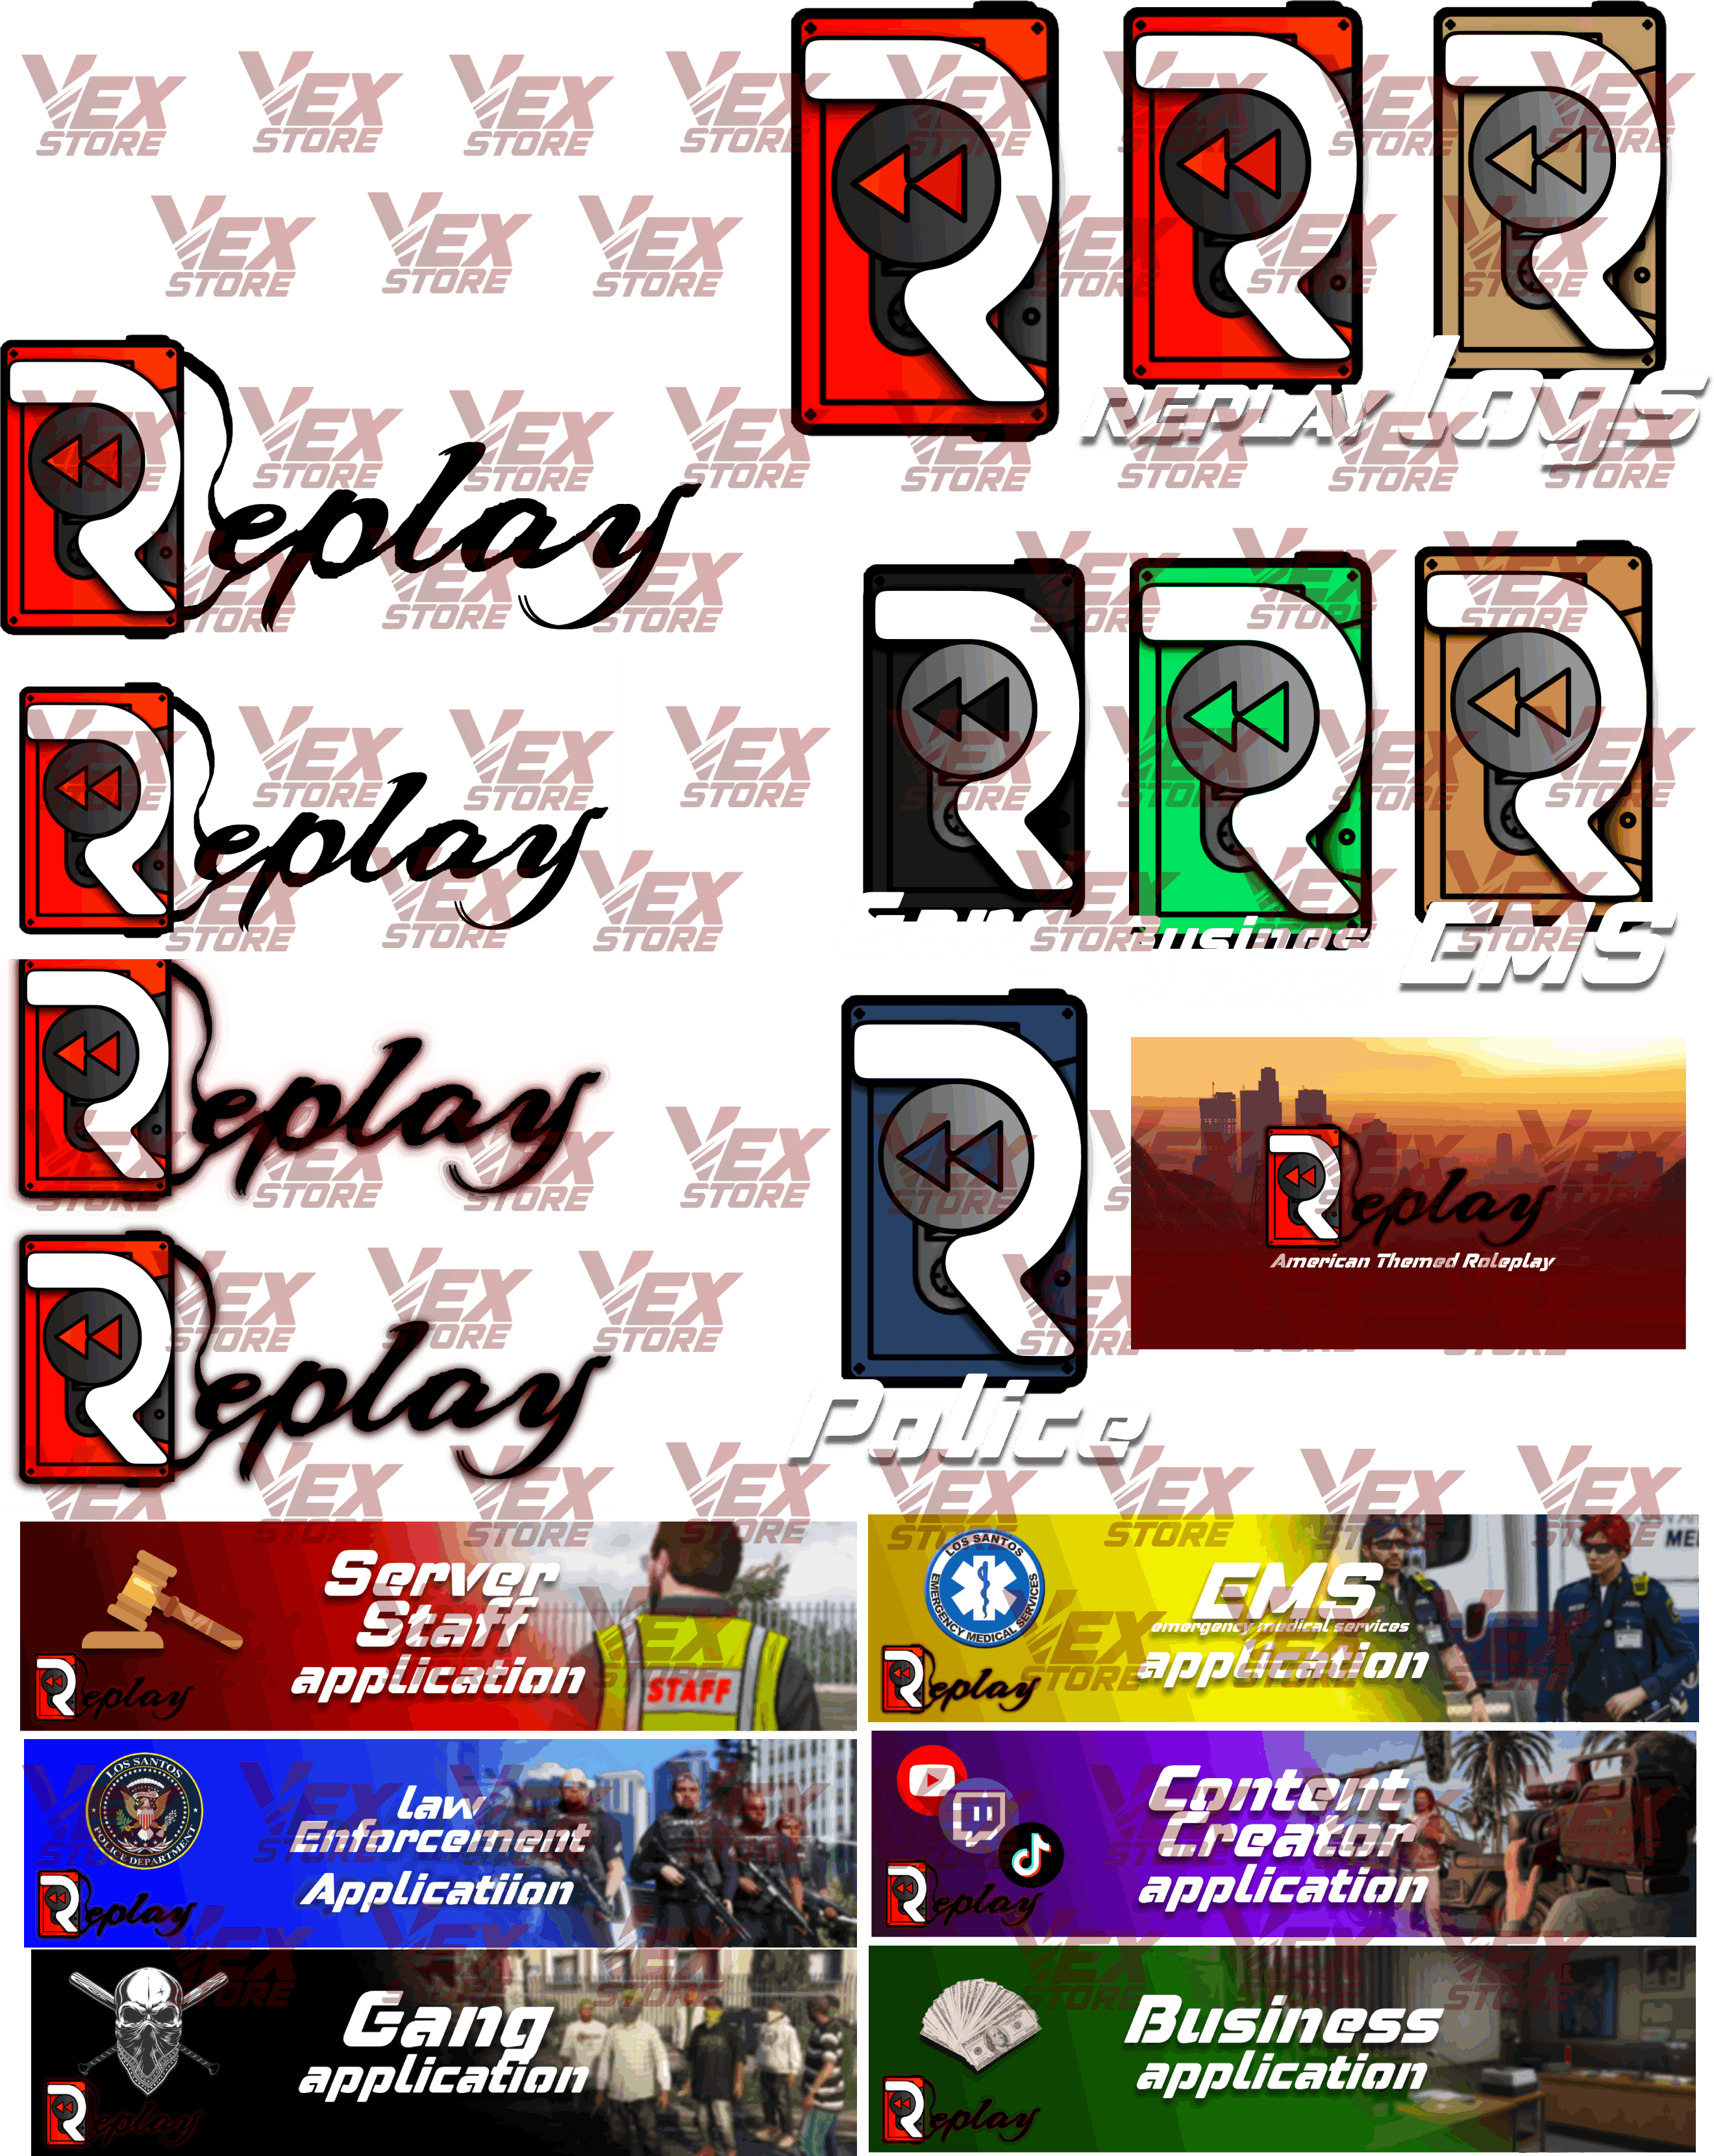 VEX STORE
Replay
Replay
Replay
Replay
REPLAY
Logs
Gang
Business
EMS
Police
Replay
American Themed Roleplay
Server
Staff
application
STAFF
Replay
LOS SANTOS
EMERGENCY MEDICAL SERVICES
EMS
emergency medical services
application
Replay
LOS SANTOS
POLICE DEPARTMENT
Law
Enforcement
Applicatiion
Replay
Content
Creator
application
Replay
Gang
application
Replay
Business
application
Replay